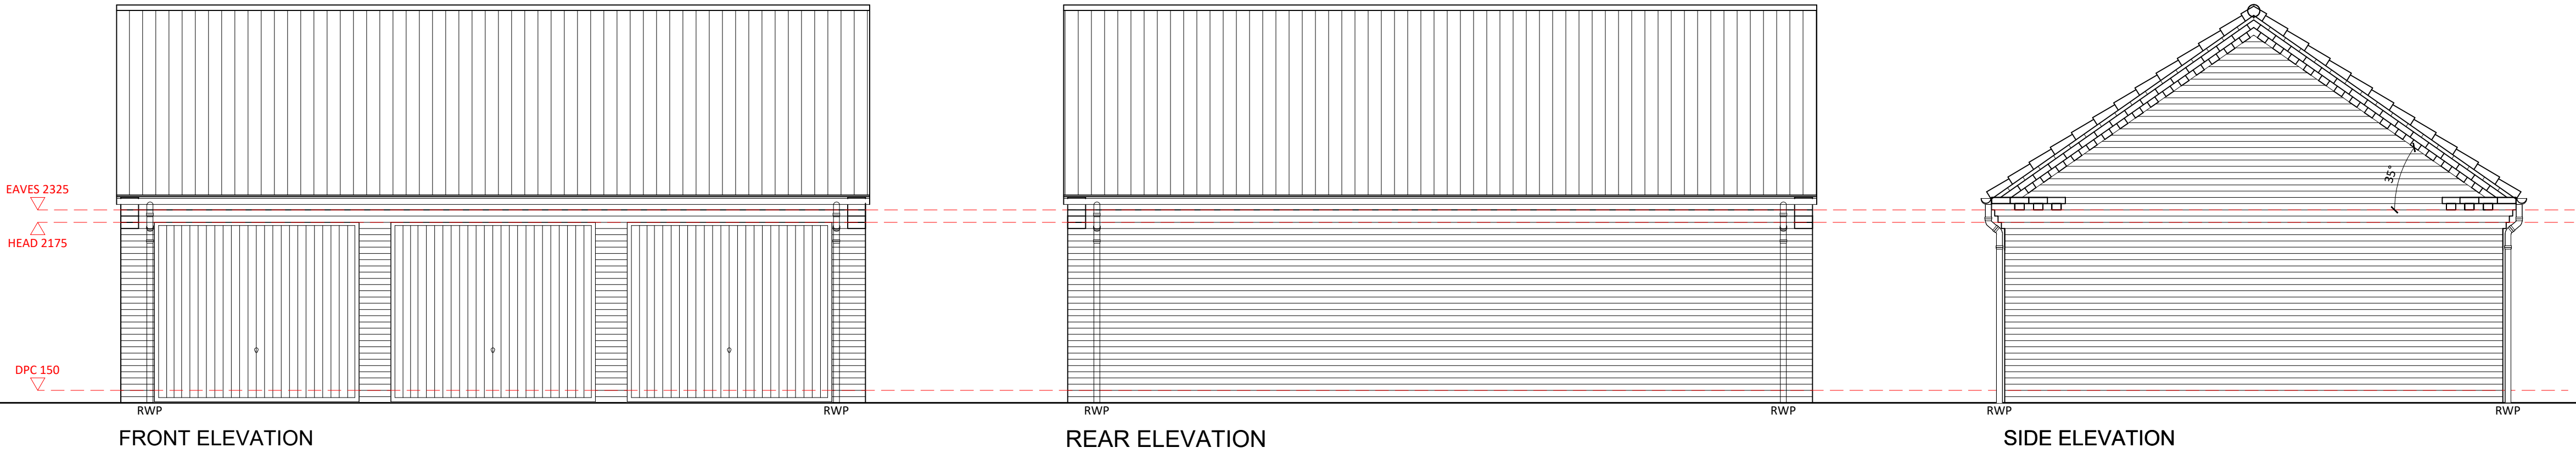 EAVES 2325
HEAD 2175
DPC 150
35°
RWP RWP RWP RWP RWP RWP
FRONT ELEVATION REAR ELEVATION SIDE ELEVATION